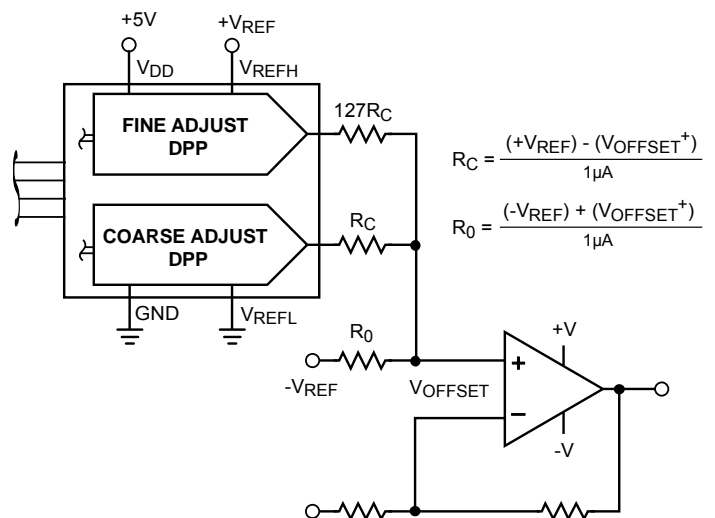 +5V
+VREF
VDD
VREFH
FINE ADJUST
DPP
127RC
COARSE ADJUST
DPP
RC
GND
VREFL
RC = (+VREF) - (VOFFSET+)
1µA
R0 = (-VREF) + (VOFFSET+)
1µA
R0
-VREF
VOFFSET
+V
+
−
-V